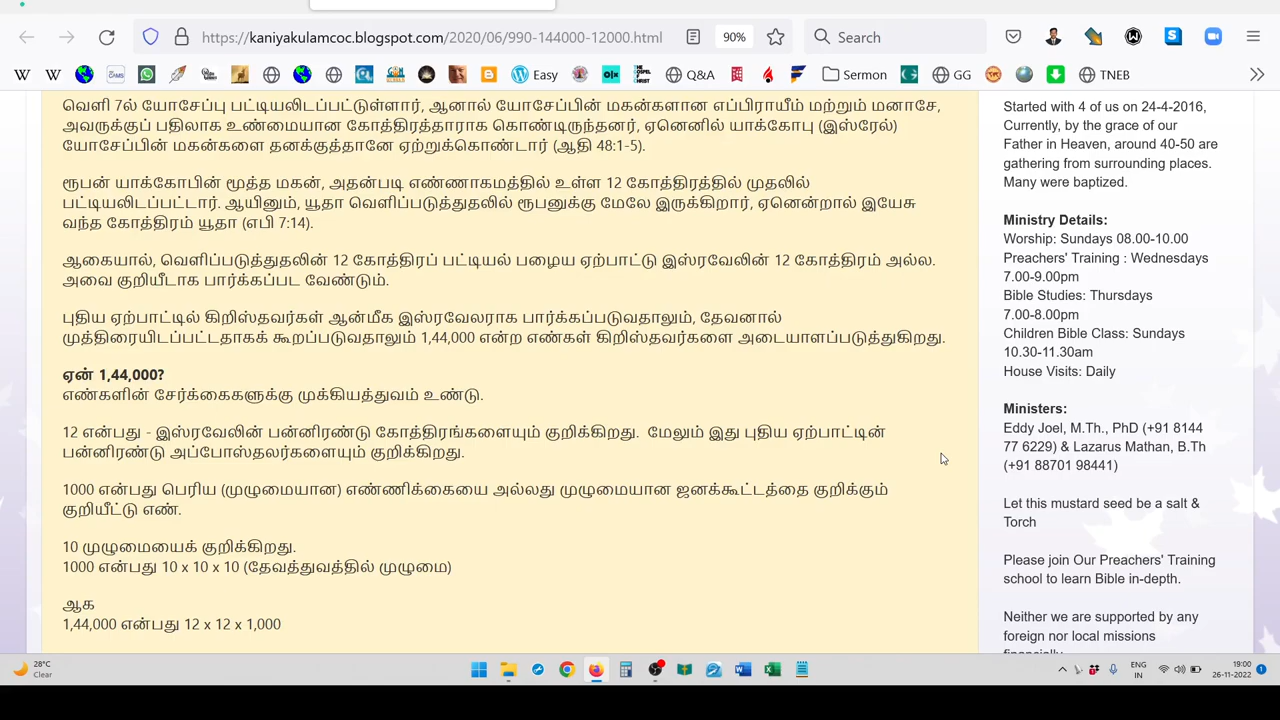 https://kaniyakulamcoc.blogspot.com/2020/06/990-144000-12000.html
90%
Search
Easy
Q&A
Sermon
GG
TNEB
வெளி 7ல் யோசேப்பு பட்டியலிடப்பட்டுள்ளார், ஆனால் யோசேப்பின் மகன்களான எப்பிராயீம் மற்றும் மனாசே,
அவருக்குப் பதிலாக உண்மையான கோத்திரத்தாராக கொண்டிருந்தனர், ஏனெனில் யாக்கோபு (இஸ்ரேல்)
யோசேப்பின் மகன்களை தனக்குத்தானே ஏற்றுக்கொண்டார் (ஆதி 48:1-5).
ரூபன் யாக்கோபின் மூத்த மகன், அதன்படி எண்ணாகமத்தில் உள்ள 12 கோத்திரத்தில் முதலில்
பட்டியலிடப்பட்டார். ஆயினும், யூதா வெளிப்படுத்துதலில் ரூபனுக்கு மேலே இருக்கிறார், ஏனென்றால் இயேசு
வந்த கோத்திரம் யூதா (எபி 7:14).
ஆகையால், வெளிப்படுத்துதலின் 12 கோத்திரப் பட்டியல் பழைய ஏற்பாட்டு இஸ்ரவேலின் 12 கோத்திரம் அல்ல.
அவை குறியீடாக பார்க்கப்பட வேண்டும்.
புதிய ஏற்பாட்டில் கிறிஸ்தவர்கள் ஆன்மீக இஸ்ரவேலராக பார்க்கப்படுவதாலும், தேவனால்
முத்திரையிடப்பட்டதாகக் கூறப்படுவதாலும் 1,44,000 என்ற எண்கள் கிறிஸ்தவர்களை அடையாளப்படுத்துகிறது.
ஏன் 1,44,000?
எண்களின் சேர்க்கைகளுக்கு முக்கியத்துவம் உண்டு.
12 என்பது - இஸ்ரவேலின் பன்னிரண்டு கோத்திரங்களையும் குறிக்கிறது. மேலும் இது புதிய ஏற்பாட்டின்
பன்னிரண்டு அப்போஸ்தலர்களையும் குறிக்கிறது.
1000 என்பது பெரிய (முழுமையான) எண்ணிக்கையை அல்லது முழுமையான ஜனக்கூட்டத்தை குறிக்கும்
குறியீட்டு எண்.
10 முழுமையைக் குறிக்கிறது.
1000 என்பது 10 x 10 x 10 (தேவத்துவத்தில் முழுமை)
ஆக
1,44,000 என்பது 12 x 12 x 1,000
Started with 4 of us on 24-4-2016,
Currently, by the grace of our
Father in Heaven, around 40-50 are
gathering from surrounding places.
Many were baptized.
Ministry Details:
Worship: Sundays 08.00-10.00
Preachers' Training : Wednesdays
7.00-9.00pm
Bible Studies: Thursdays
7.00-8.00pm
Children Bible Class: Sundays
10.30-11.30am
House Visits: Daily
Ministers:
Eddy Joel, M.Th., PhD (+91 8144
77 6229) & Lazarus Mathan, B.Th
(+91 88701 98441)
Let this mustard seed be a salt &
Torch
Please join Our Preachers' Training
school to learn Bible in-depth.
Neither we are supported by any
foreign nor local missions
28°C
Clear
ENG
IN
19:00
26-11-2022